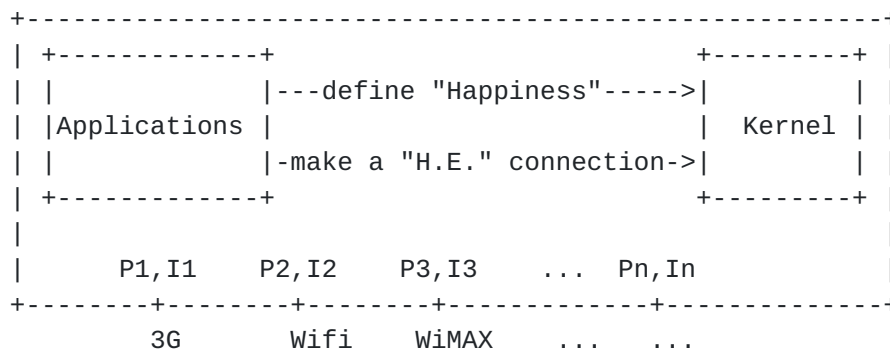 ---define "Happiness"----->
Applications Kernel
-make a "H.E." connection->
P1,I1 P2,I2 P3,I3 ... Pn,In
3G Wifi WiMAX ... ...